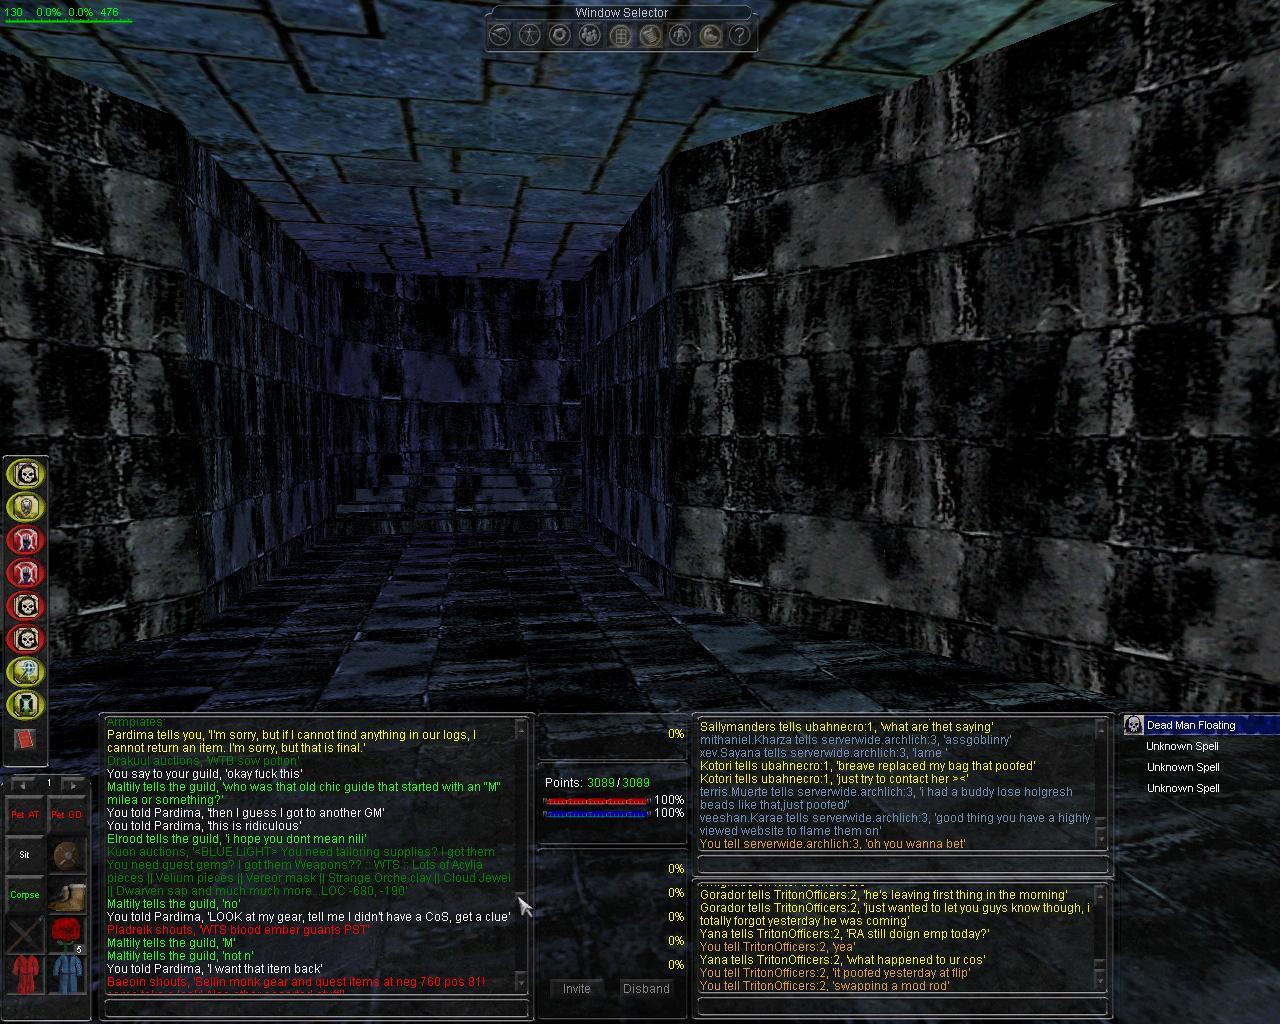 130 0.0% 0.0% 476
Window Selector
?
1
Pet AT Pet GD
Sit
Corpse
5
Armplates.
Pardima tells you, 'I'm sorry, but if I cannot find anything in our logs, I
cannot return an item. I'm sorry, but that is final.'
Drakuul auctions, 'WTB sow potion'
You say to your guild, 'okay fuck this'
Maltily tells the guild, 'who was that old chic guide that started with an "M"
milea or something?'
You told Pardima, 'then I guess I got to another GM'
You told Pardima, 'this is ridiculous'
Elrood tells the guild, 'i hope you dont mean nili'
Kuon auctions, '<BLUE LIGHT> You need tailoring supplies? I got them
You need quest gems? I got them Weapons?? :: WTS :: Lots of Acylia
pieces || Velium pieces || Vereor mask || Strange Orche clay || Cloud Jewel
|| Dwarven sap and much much more.. LOC -680, -190'
Maltily tells the guild, 'no'
You told Pardima, 'LOOK at my gear, tell me I didn't have a CoS, get a clue'
Pladreik shouts, 'WTS blood ember guants PST'
Maltily tells the guild, 'M'
Maltily tells the guild, 'not n'
You told Pardima, 'I want that item back'
Baeoin shouts, 'Sellin monk gear and quest items at neg 760 pos 81!
0%
Points: 3089/3089
100%
100%
0%
0%
0%
0%
0%
Invite Disband
Sallymanders tells ubahnecro:1, 'what are thet saying'
mithaniel.Kharza tells serverwide.archlich:3, 'assgoblinry'
xev.Sayana tells serverwide.archlich:3, 'lame '
Kotori tells ubahnecro:1, 'breave replaced my bag that poofed'
Kotori tells ubahnecro:1, 'just try to contact her ><'
terris.Muerte tells serverwide.archlich:3, 'i had a buddy lose holgresh
beads like that,just poofed/'
veeshan.Karae tells serverwide.archlich:3, 'good thing you have a highly
viewed website to flame them on'
You tell serverwide.archlich:3, 'oh you wanna bet'
Gorador tells TritonOfficers:2, 'he's leaving first thing in the morning'
Gorador tells TritonOfficers:2, 'just wanted to let you guys know though, i
totally forgot yesterday he was coming'
Yana tells TritonOfficers:2, 'RA still doign emp today?'
You tell TritonOfficers:2, 'yea'
Yana tells TritonOfficers:2, 'what happened to ur cos'
You tell TritonOfficers:2, 'it poofed yesterday at flip'
You tell TritonOfficers:2, 'swapping a mod rod'
Dead Man Floating
Unknown Spell
Unknown Spell
Unknown Spell